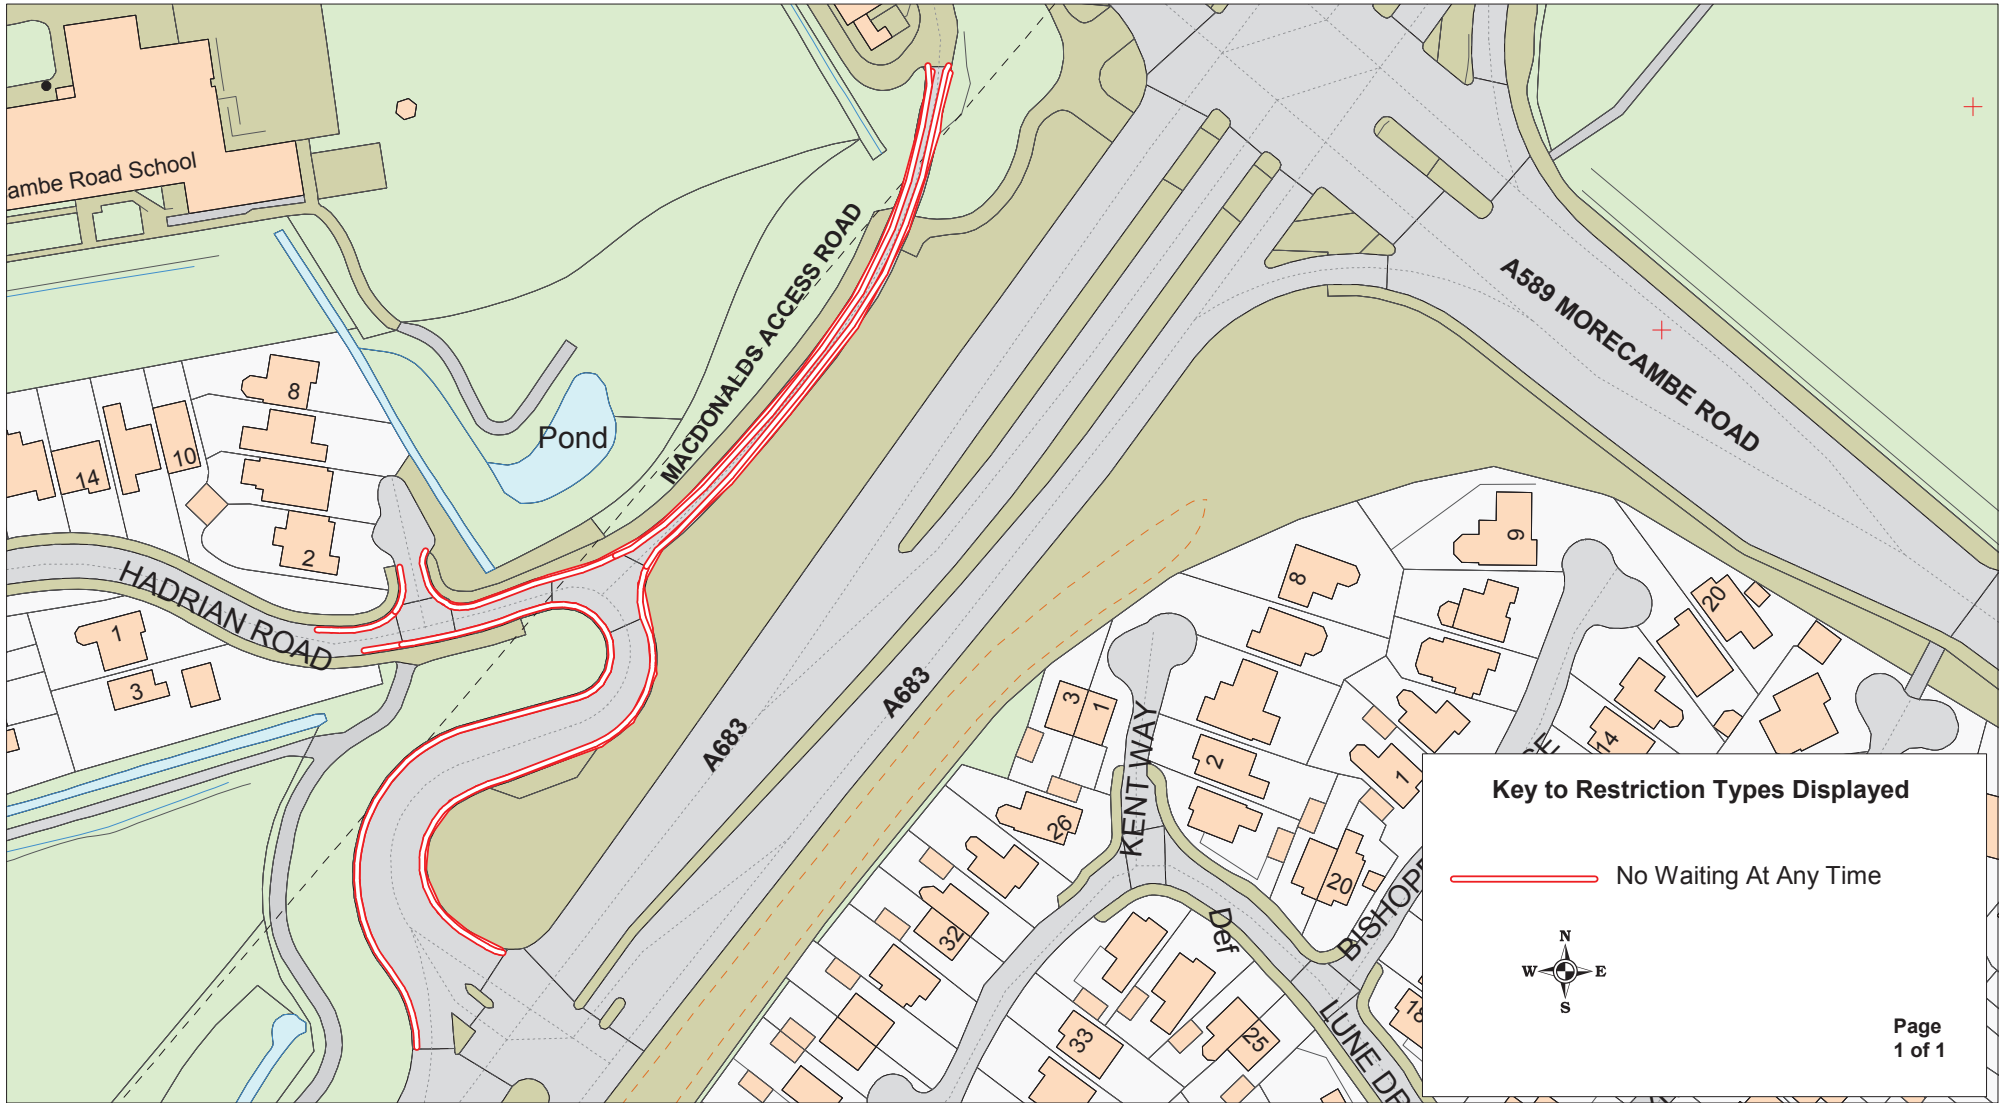 ambe Road School
MACDONALDS ACCESS ROAD
A589 MORECAMBE ROAD
8
14
10
Pond
2
HADRIAN ROAD
1
3
A683
A683
9
8
20
3
1
KENT WAY
2
1
14
26
20
32
BISHOP
Def
33
25
18
LUNE DR
Key to Restriction Types Displayed
No Waiting At Any Time
N
W E
S
Page
1 of 1